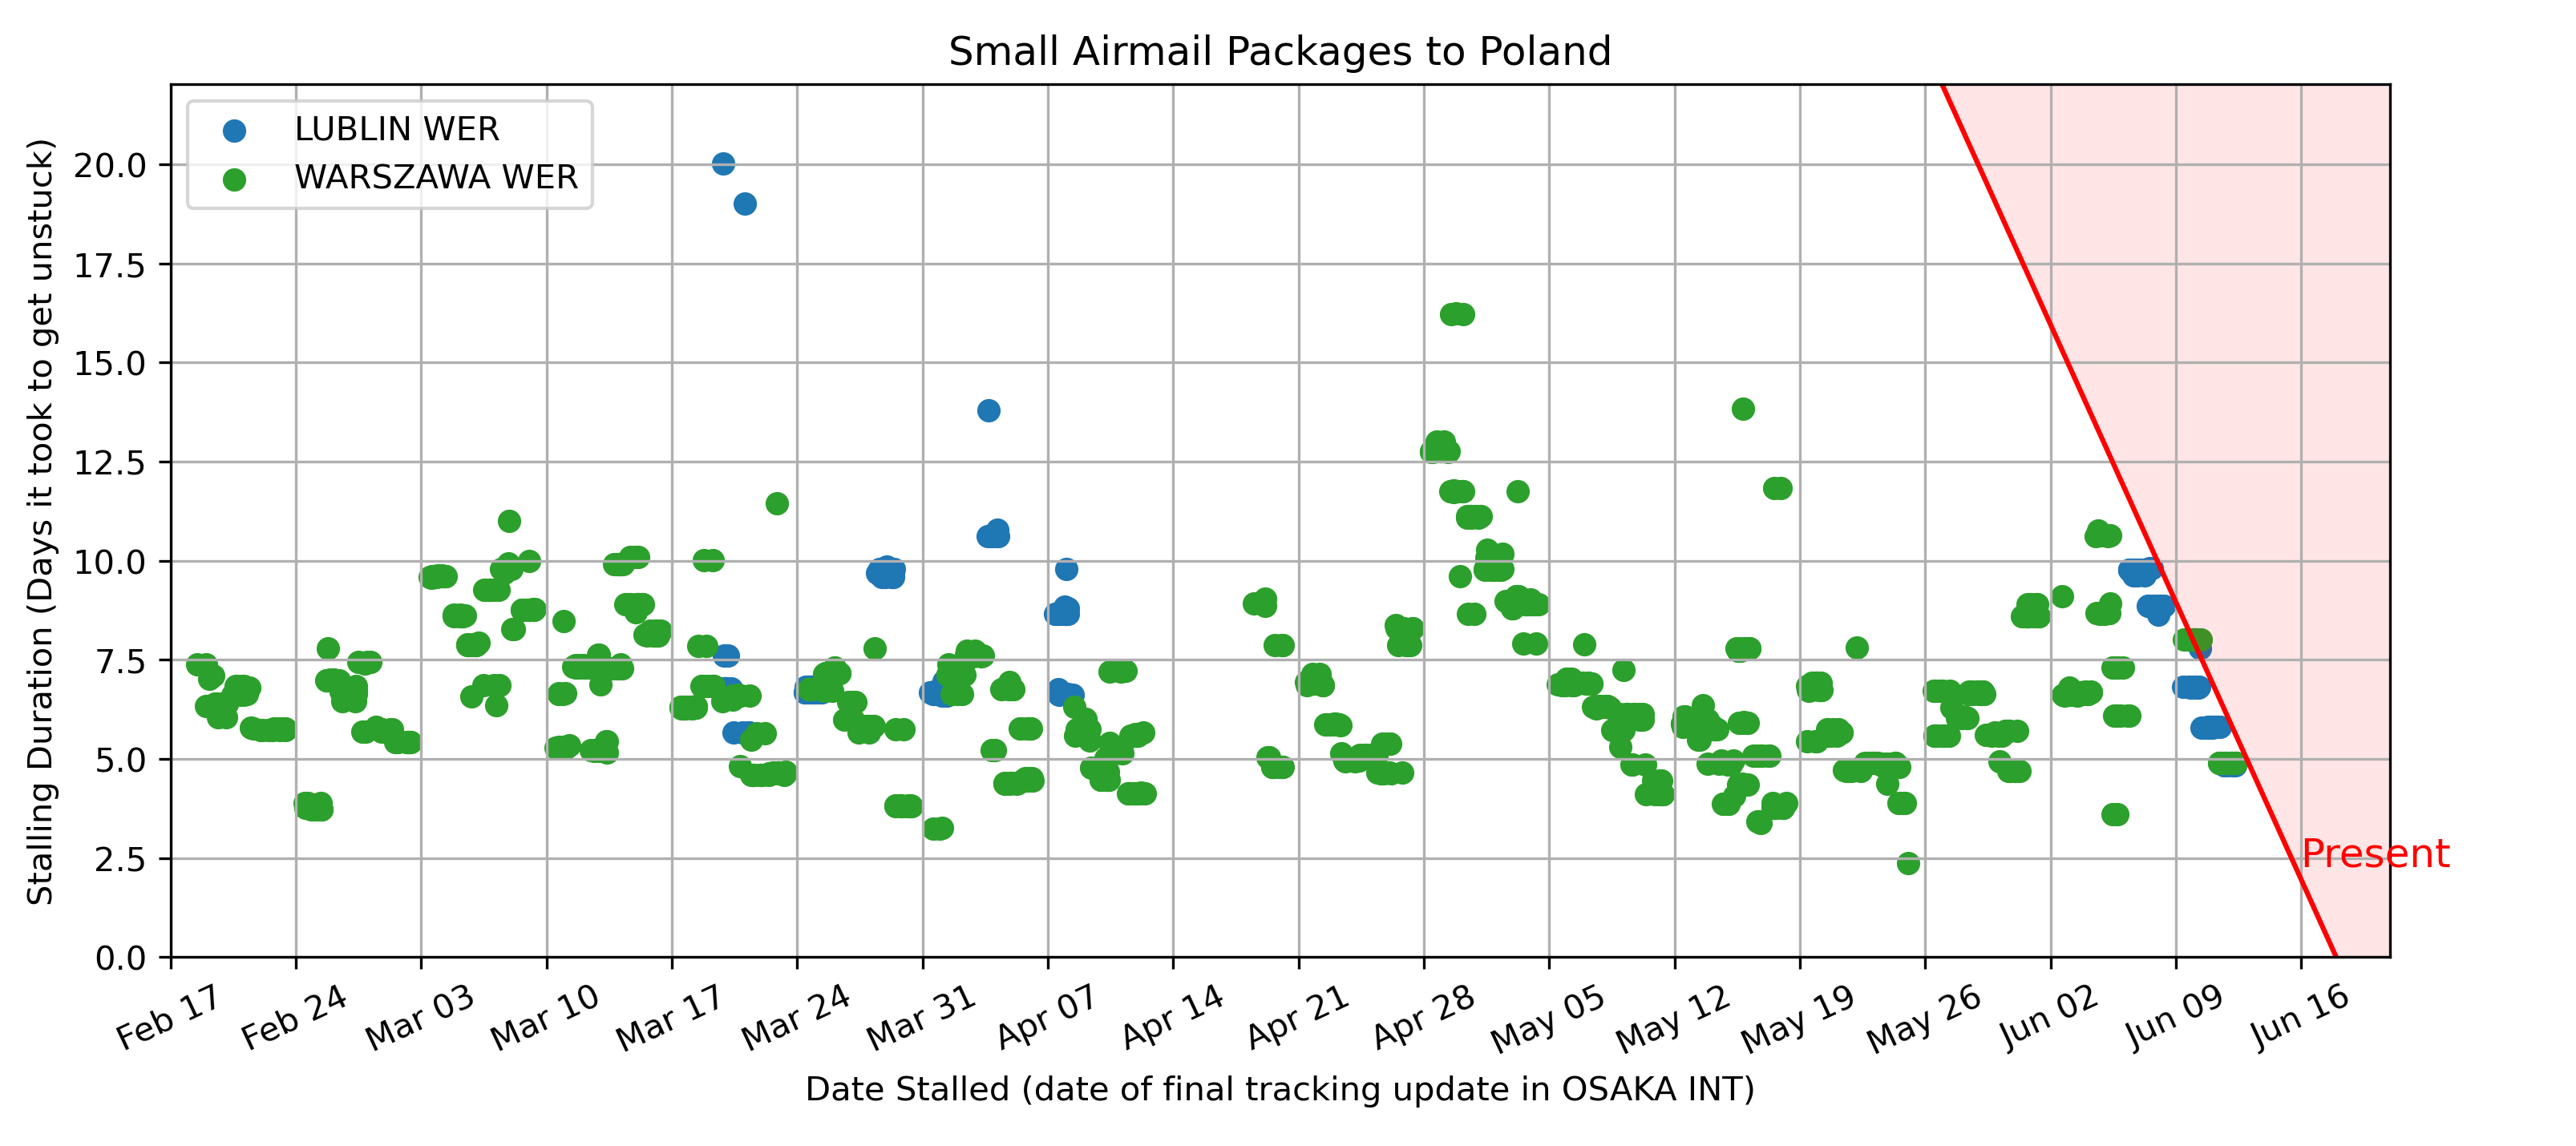 Small Airmail Packages to Poland
LUBLIN WER
WARSZAWA WER
Stalling Duration (Days it took to get unstuck)
20.0
17.5
15.0
12.5
10.0
7.5
5.0
2.5
0.0
Present
Feb 17 Feb 24 Mar 03 Mar 10 Mar 17 Mar 24 Mar 31 Apr 07 Apr 14 Apr 21 Apr 28 May 05 May 12 May 19 May 26 Jun 02 Jun 09 Jun 16
Date Stalled (date of final tracking update in OSAKA INT)